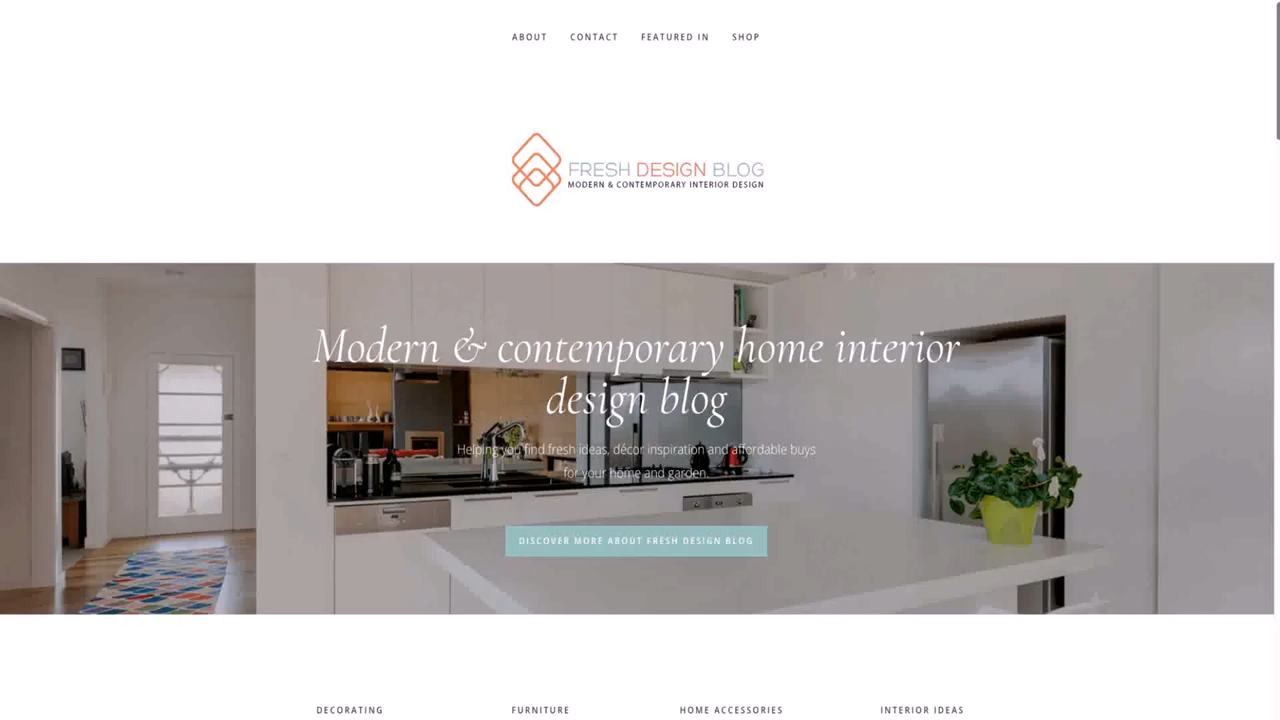 ABOUT CONTACT FEATURED IN SHOP
FRESH DESIGN BLOG
MODERN & CONTEMPORARY INTERIOR DESIGN
Modern & contemporary home interior
design blog
Helping you find fresh ideas, décor inspiration and affordable buys
for your home and garden.
DISCOVER MORE ABOUT FRESH DESIGN BLOG
DECORATING FURNITURE HOME ACCESSORIES INTERIOR IDEAS